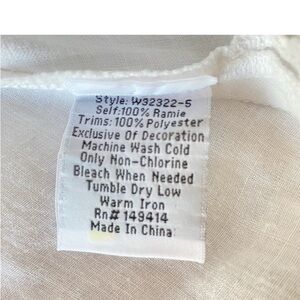 Style: W32322-5
Self:100% Ramie
Trims: 100% Polyester
Exclusive Of Decoration
Machine Wash Cold
Only Non-Chlorine
Bleach When Needed
Tumble Dry Low
Warm Iron
Rn# 149414
Made In China